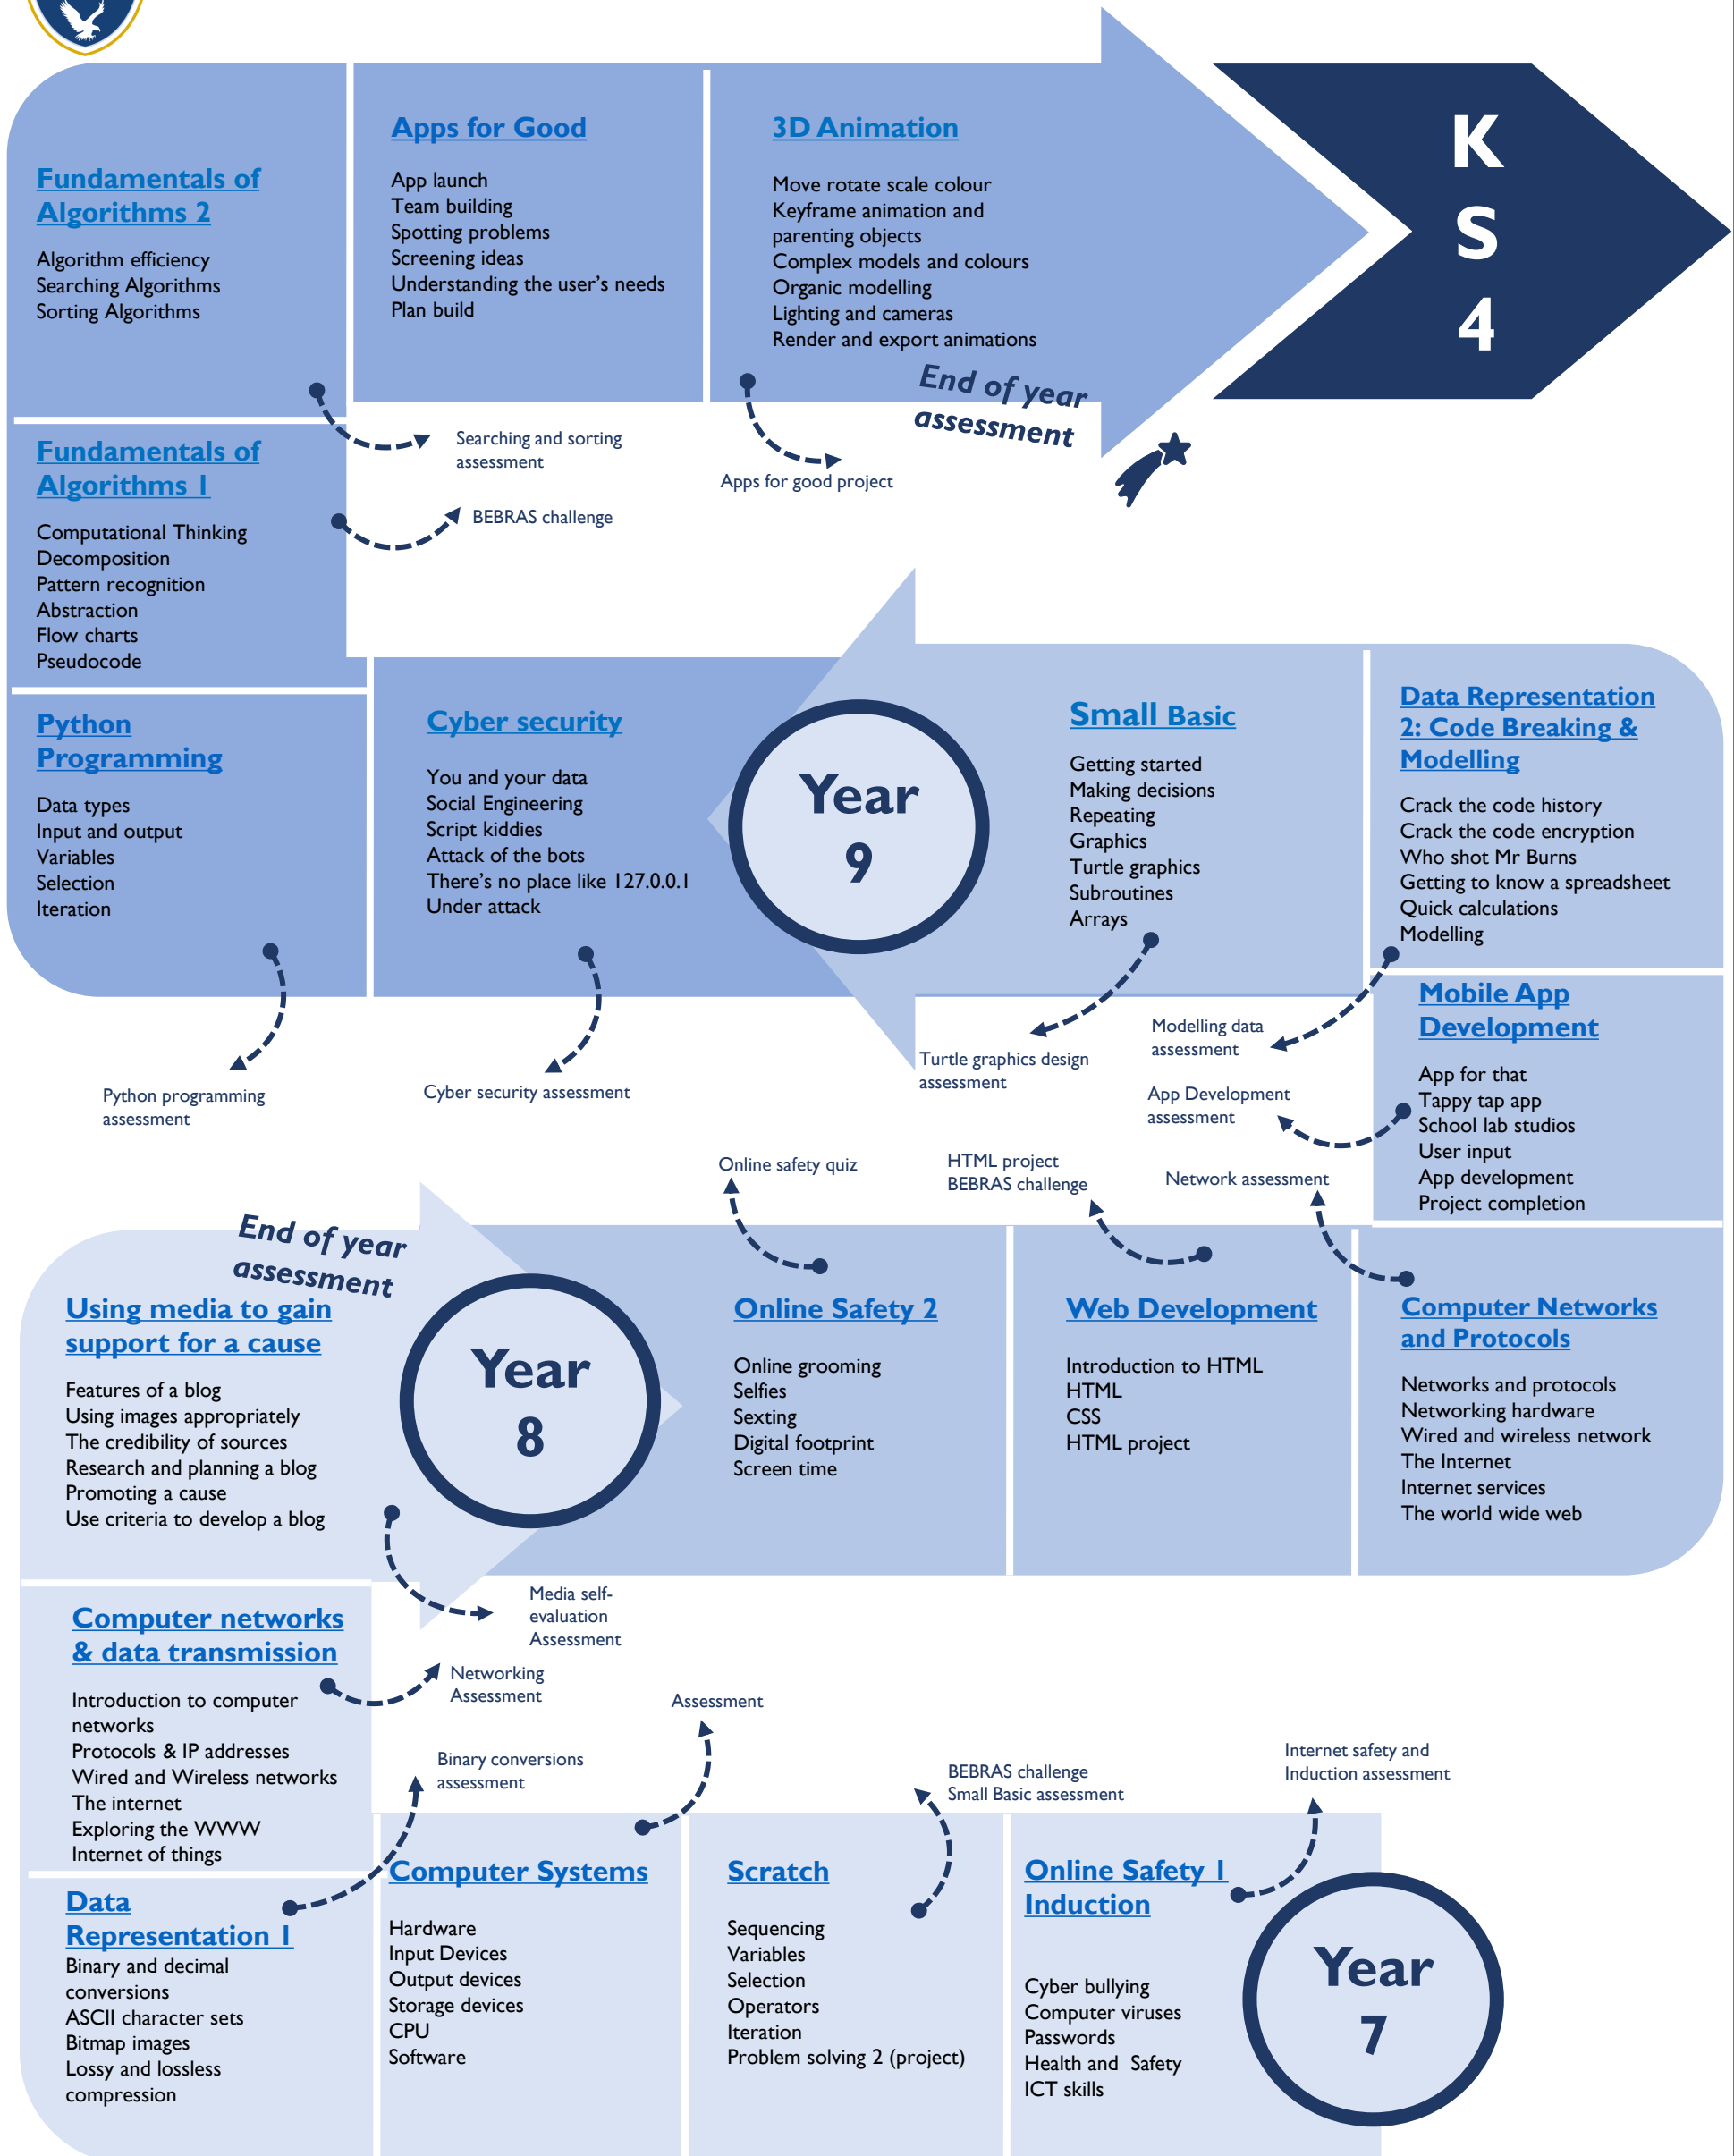 Fundamentals of
Algorithms 2
Algorithm efficiency
Searching Algorithms
Sorting Algorithms
Apps for Good
App launch
Team building
Spotting problems
Screening ideas
Understanding the user's needs
Plan build
3D Animation
Move rotate scale colour
Keyframe animation and
parenting objects
Complex models and colours
Organic modelling
Lighting and cameras
Render and export animations
End of year
assessment
K
S
4
Searching and sorting
assessment
Apps for good project
BEBRAS challenge
Fundamentals of
Algorithms 1
Computational Thinking
Decomposition
Pattern recognition
Abstraction
Flow charts
Pseudocode
Python
Programming
Data types
Input and output
Variables
Selection
Iteration
Cyber security
You and your data
Social Engineering
Script kiddies
Attack of the bots
There's no place like 127.0.0.1
Under attack
Year
9
Small Basic
Getting started
Making decisions
Repeating
Graphics
Turtle graphics
Subroutines
Arrays
Data Representation
2: Code Breaking &
Modelling
Crack the code history
Crack the code encryption
Who shot Mr Burns
Getting to know a spreadsheet
Quick calculations
Modelling
Python programming
assessment
Cyber security assessment
Turtle graphics design
assessment
Modelling data
assessment
App Development
assessment
Mobile App
Development
App for that
Tappy tap app
School lab studios
User input
App development
Project completion
Online safety quiz
HTML project
BEBRAS challenge
Network assessment
End of year
assessment
Using media to gain
support for a cause
Features of a blog
Using images appropriately
The credibility of sources
Research and planning a blog
Promoting a cause
Use criteria to develop a blog
Year
8
Online Safety 2
Online grooming
Selfies
Sexting
Digital footprint
Screen time
Web Development
Introduction to HTML
HTML
CSS
HTML project
Computer Networks
and Protocols
Networks and protocols
Networking hardware
Wired and wireless network
The Internet
Internet services
The world wide web
Media self-
evaluation
Assessment
Computer networks
& data transmission
Introduction to computer
networks
Protocols & IP addresses
Wired and Wireless networks
The internet
Exploring the WWW
Internet of things
Networking
Assessment
Assessment
Binary conversions
assessment
BEBRAS challenge
Small Basic assessment
Internet safety and
Induction assessment
Data
Representation 1
Binary and decimal
conversions
ASCII character sets
Bitmap images
Lossy and lossless
compression
Computer Systems
Hardware
Input Devices
Output devices
Storage devices
CPU
Software
Scratch
Sequencing
Variables
Selection
Operators
Iteration
Problem solving 2 (project)
Online Safety 1
Induction
Cyber bullying
Computer viruses
Passwords
Health and  Safety
ICT skills
Year
7